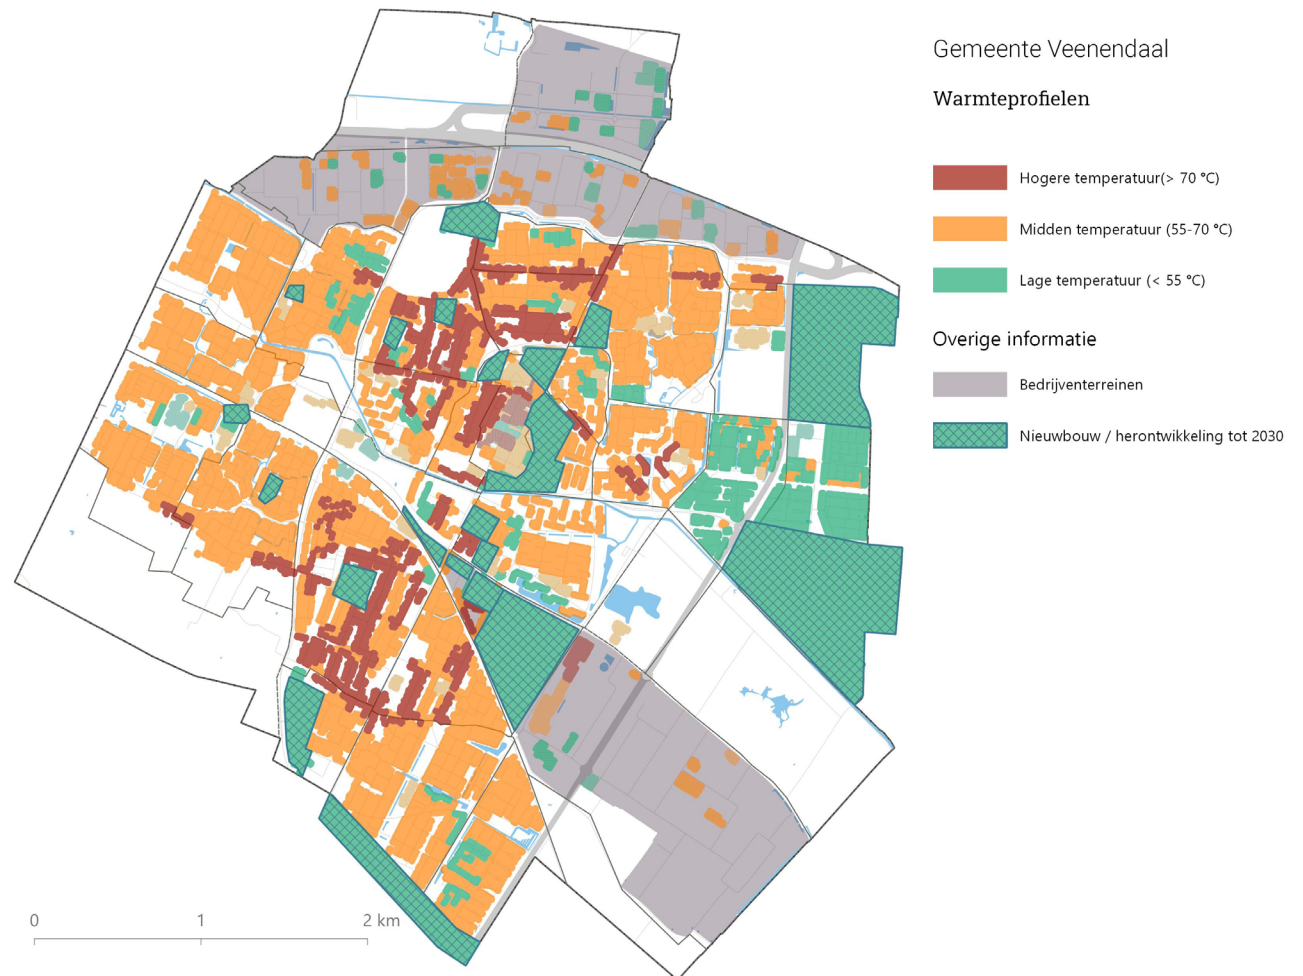 Gemeente Veenendaal
Warmteprofielen
Hogere temperatuur(> 70 °C)
Midden temperatuur (55-70 °C)
Lage temperatuur (< 55 °C)
Overige informatie
Bedrijventerreinen
Nieuwbouw / herontwikkeling tot 2030
0 1 2 km